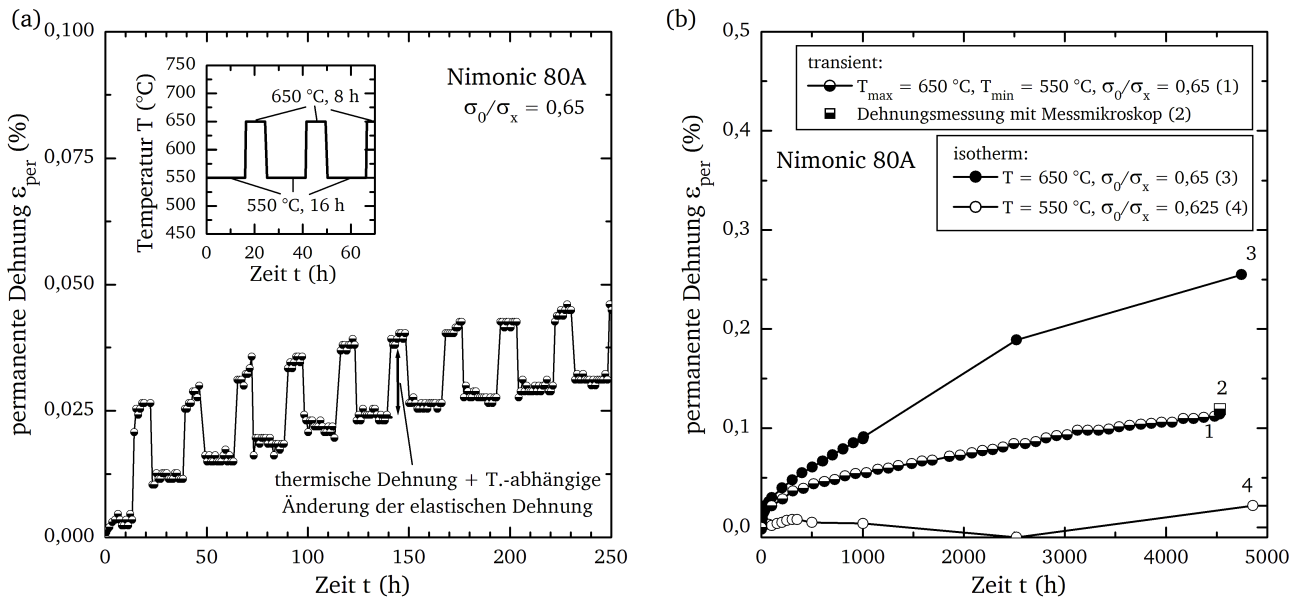 (a)
0,100
0,075
0,050
0,025
0,000
permanente Dehnung εper (%)
0
50
100
150
200
250
Zeit t (h)
Nimonic 80A
σ0/σx = 0,65
750
700
650
600
550
500
450
Temperatur T (°C)
650 °C, 8 h
550 °C, 16 h
0
20
40
60
Zeit t (h)
thermische Dehnung + T.-abhängige
Änderung der elastischen Dehnung
(b)
0,5
0,4
0,3
0,2
0,1
0,0
permanente Dehnung εper (%)
transient:
Tmax = 650 °C, Tmin = 550 °C, σ0/σx = 0,65 (1)
Dehnungsmessung mit Messmikroskop (2)
Nimonic 80A
isotherm:
T = 650 °C, σ0/σx = 0,65 (3)
T = 550 °C, σ0/σx = 0,625 (4)
3
2
1
4
0
1000
2000
3000
4000
5000
Zeit t (h)